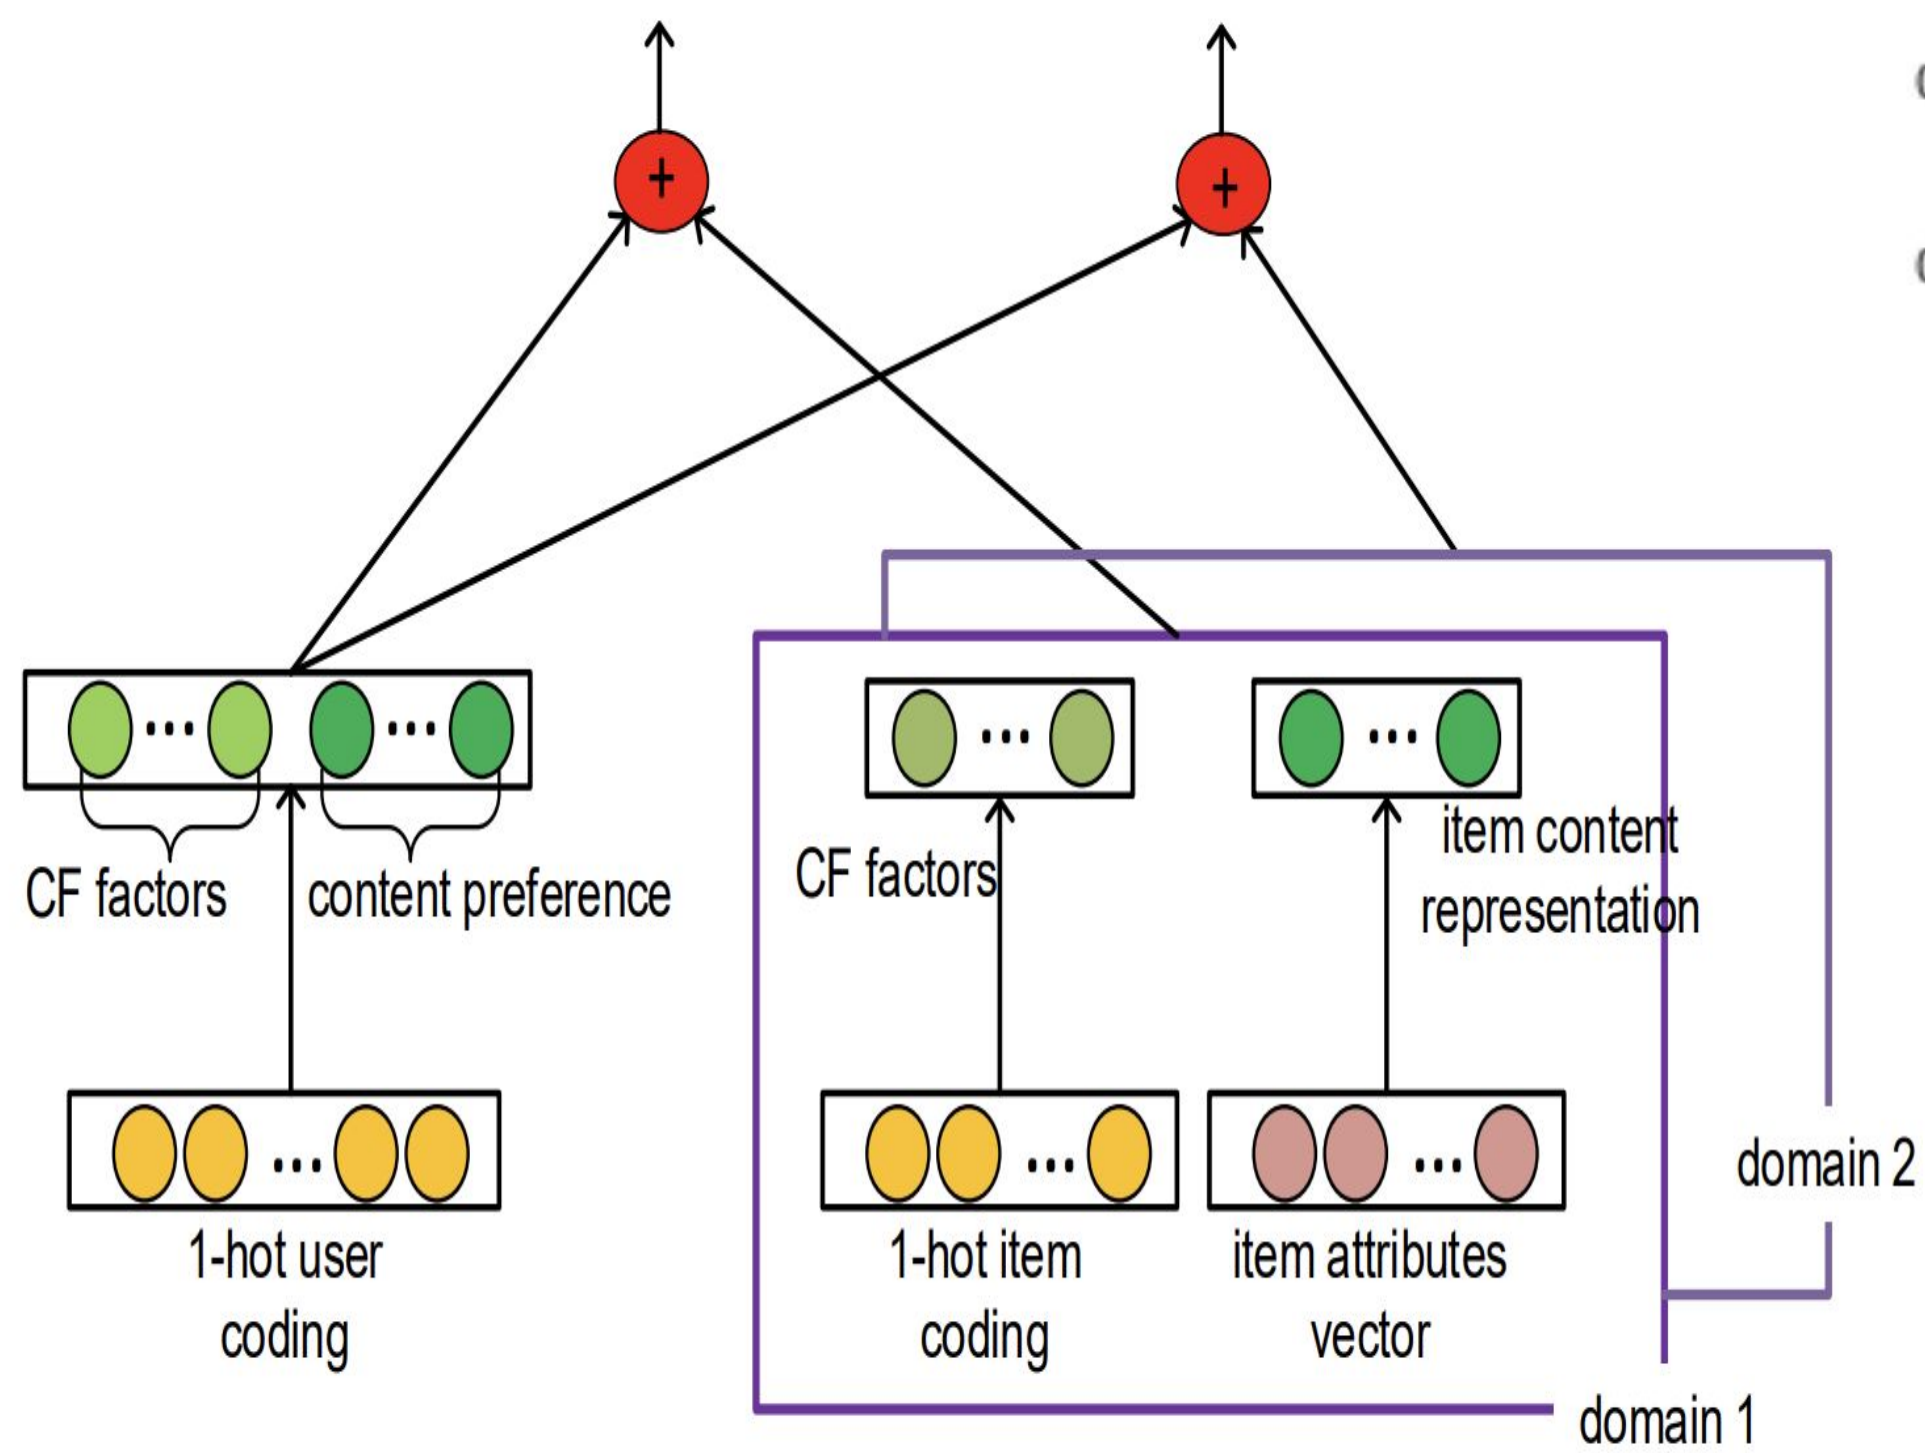 +
+
...
...
...
...
CF factors
content preference
CF factors
item content
representation
...
...
...
1-hot user
coding
1-hot item
coding
item attributes
vector
domain 2
domain 1